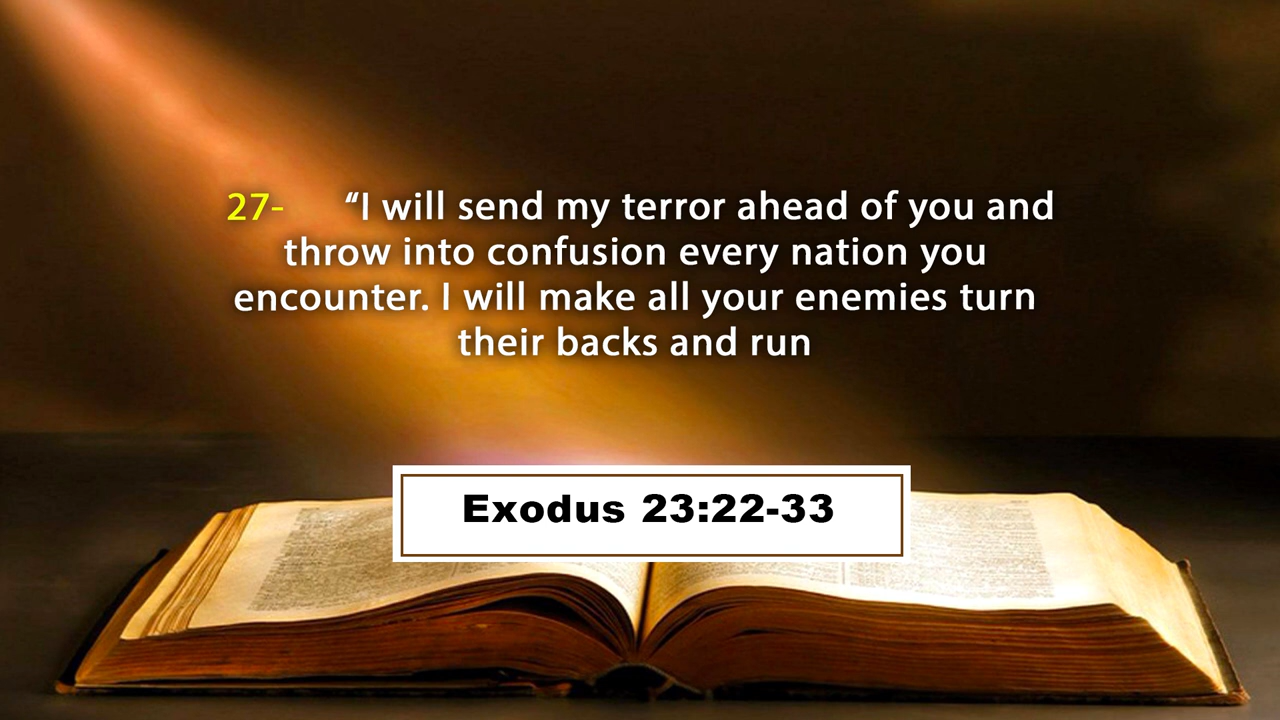 27- “I will send my terror ahead of you and
throw into confusion every nation you
encounter. I will make all your enemies turn
their backs and run
Exodus 23:22-33